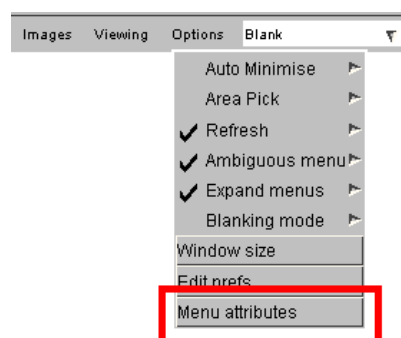 Images Viewing Options Blank
Auto Minimise
Area Pick
Refresh
Ambiguous menu
Expand menus
Blanking mode
Window size
Edit prefs
Menu attributes